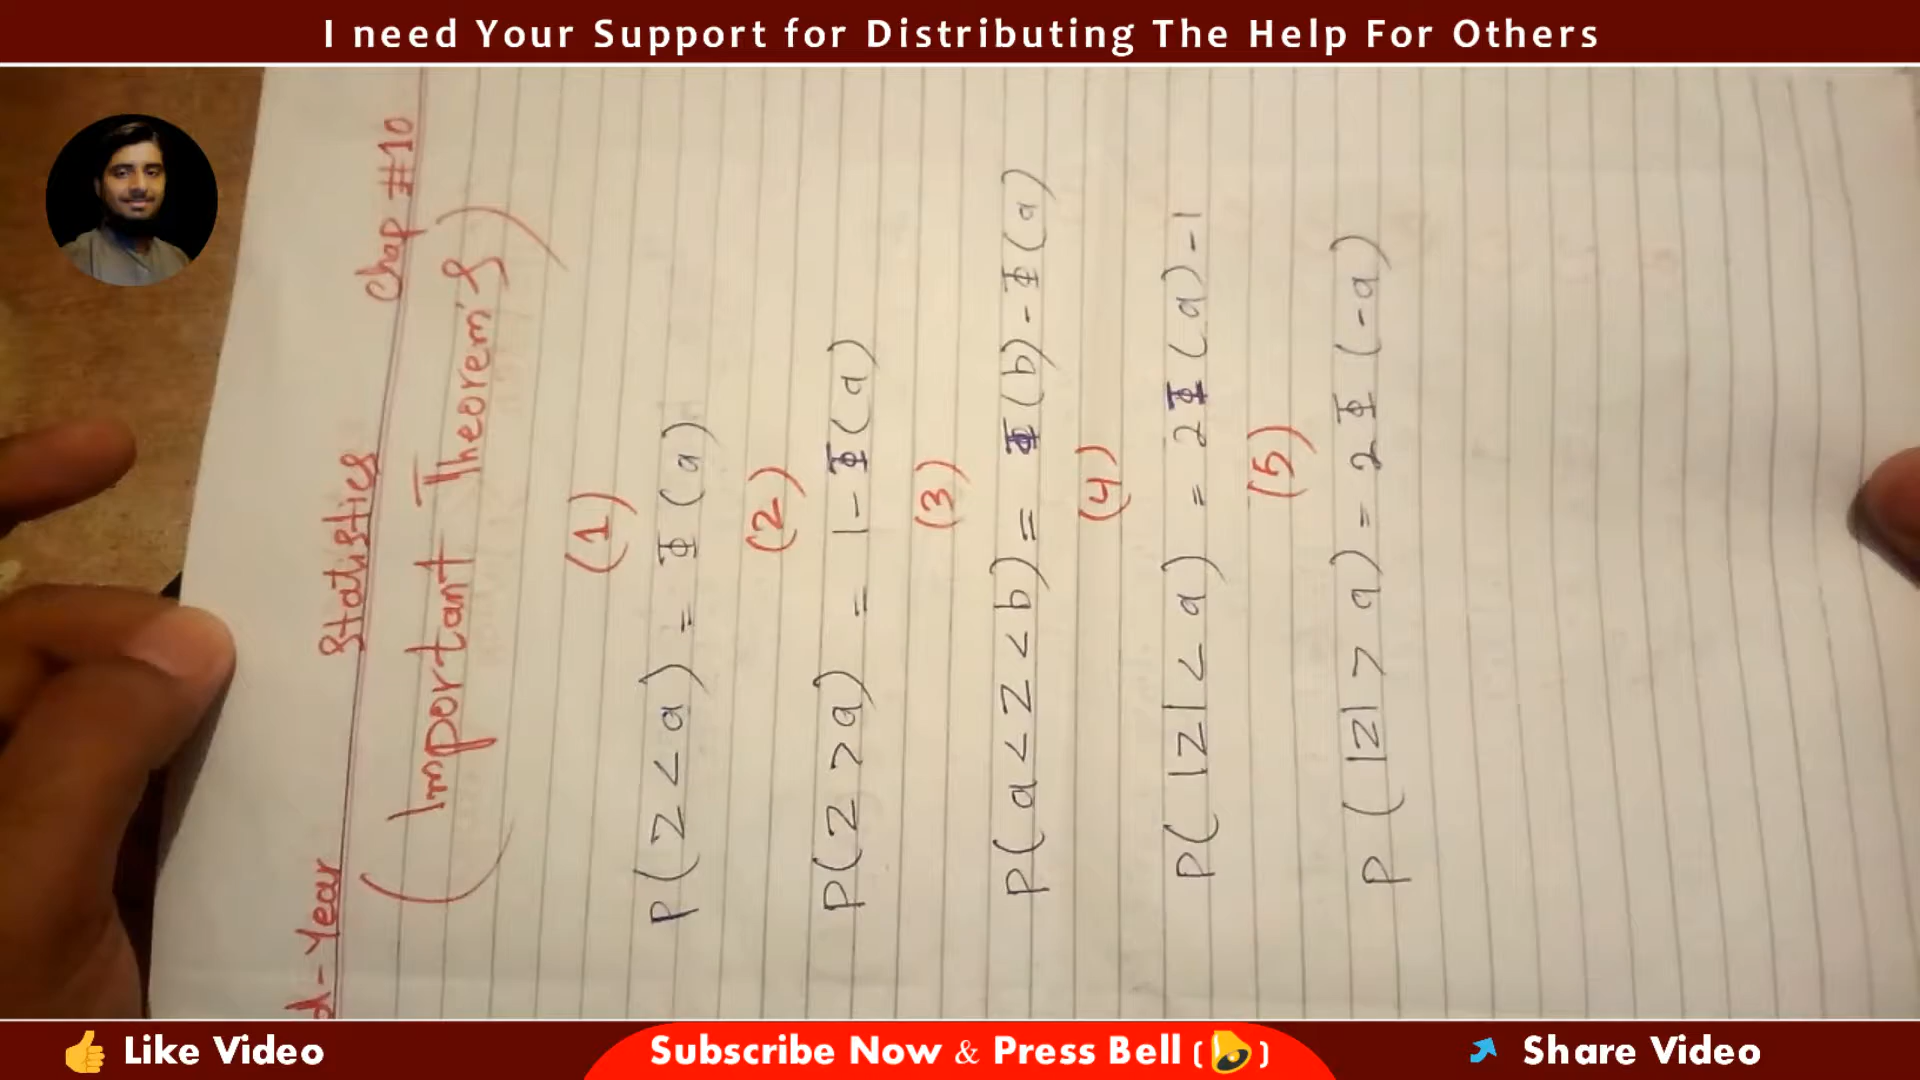 I need Your Support for Distributing The Help For Others
d-Year Statistics Chap #10
(Important Theorem's)
(1)
P(Z<a) = Φ(a)
(2)
P(Z>a) = 1-Φ(a)
(3)
P(a<Z<b) = Φ(b)-Φ(a)
(4)
P(|Z|<a) = 2Φ(a)-1
(5)
P(|Z|>a) = 2Φ(-a)
Like Video
Subscribe Now & Press Bell ( )
Share Video